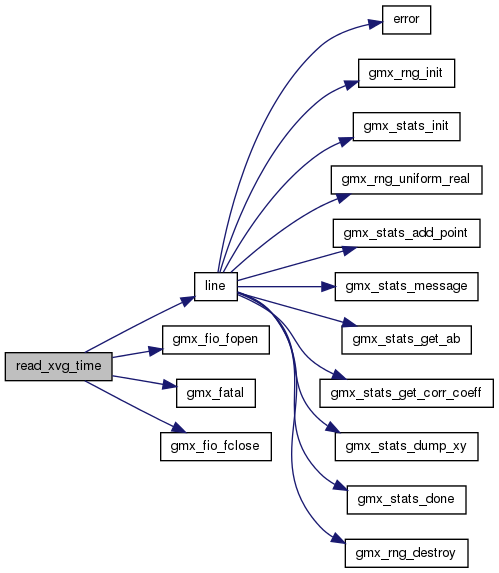 error
gmx_rng_init
gmx_stats_init
gmx_rng_uniform_real
gmx_stats_add_point
line
gmx_stats_message
gmx_fio_fopen
gmx_stats_get_ab
read_xvg_time
gmx_fatal
gmx_stats_get_corr_coeff
gmx_fio_fclose
gmx_stats_dump_xy
gmx_stats_done
gmx_rng_destroy